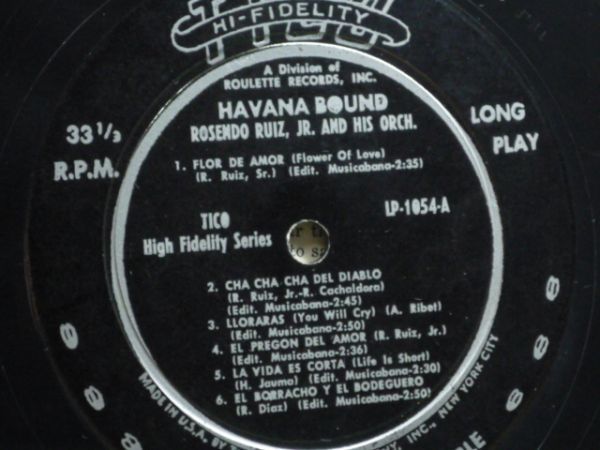 HI-FIDELITY
A Division of
ROULETTE RECORDS, INC.
HAVANA BOUND
ROSENDO RUIZ, JR. AND HIS ORCH.
33 1/3
R.P.M.
LONG
PLAY
1. FLOR DE AMOR (Flower Of Love)
(R. Ruiz, Sr.) (Edit. Musicabana-2:35)
TICO
High Fidelity Series
LP-1054-A
2. CHA CHA CHA DEL DIABLO
(R. Ruiz, Jr.-R. Cachaldora)
(Edit. Musicabana-2:45)
3. LLORARAS (You Will Cry) (A. Ribot)
(Edit. Musicabana-2:50)
4. EL PREGON DEL AMOR (R. Ruiz, Jr.)
(Edit. Musicabana-2:36)
5. LA VIDA ES CORTA (Life Is Short)
(H. Jauma) (Edit. Musicabana-2:30)
6. EL BORRACHO Y EL BODEGUERO
(R. Diaz) (Edit. Musicabana-2:50)
MADE IN U.S.A. BY INC., NEW YORK CITY